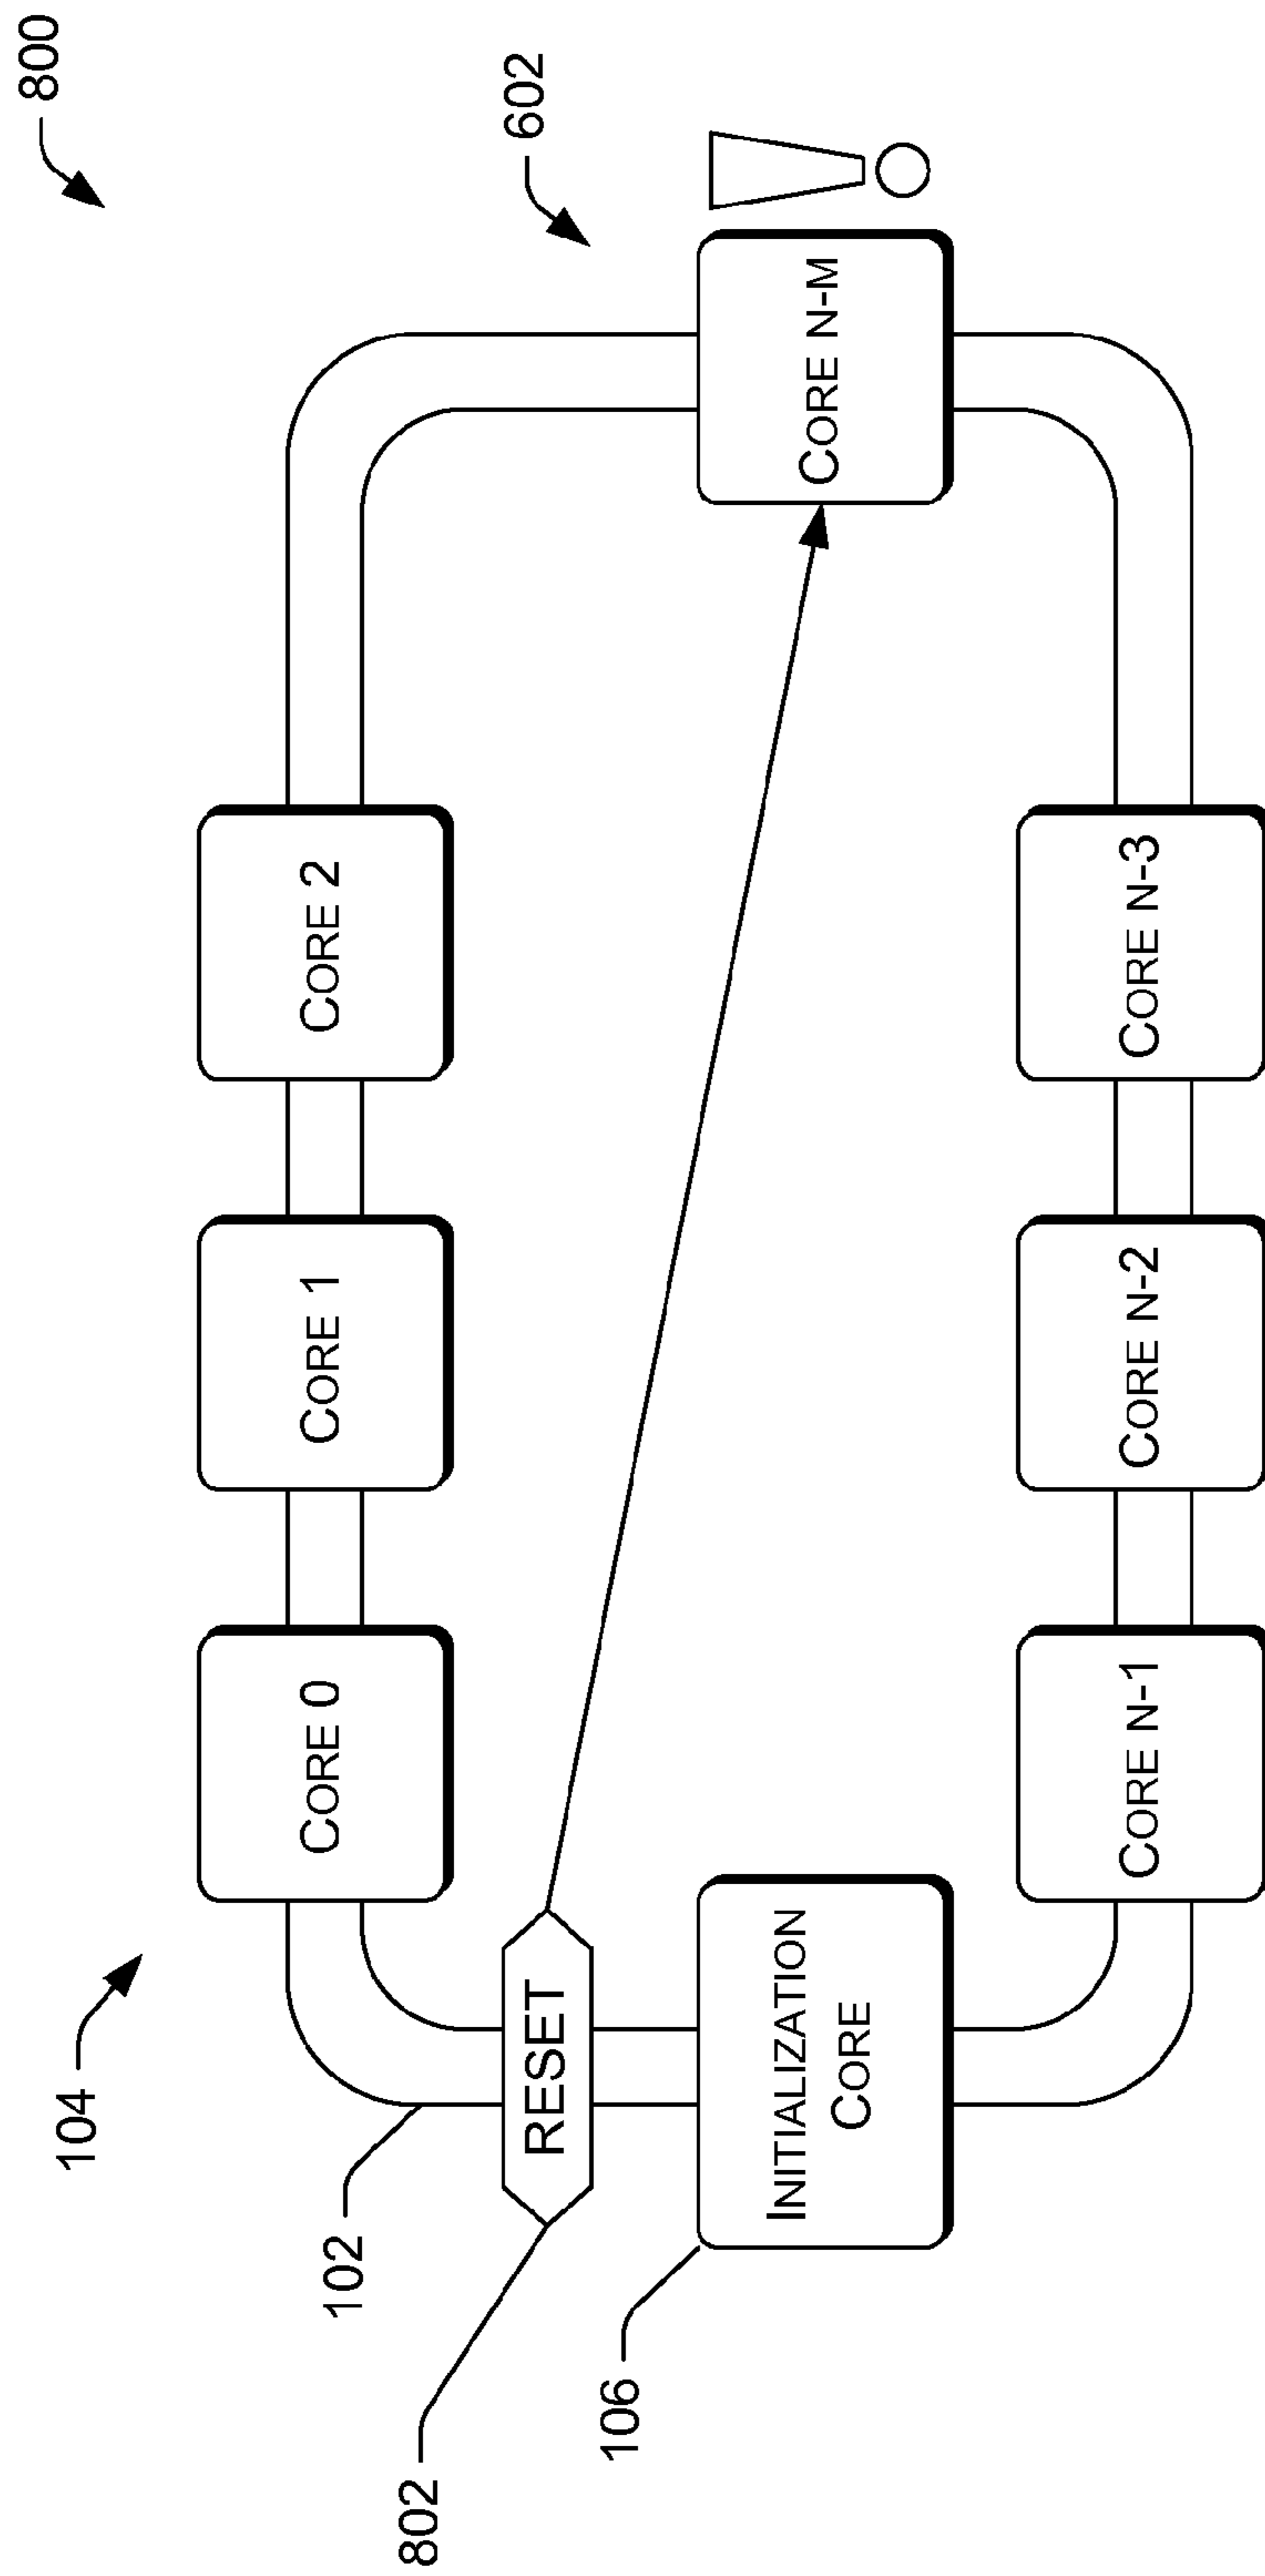 800
104
602
102
802
106
CORE 0
CORE 1
CORE 2
RESET
INITIALIZATION
CORE
CORE N-M
CORE N-1
CORE N-2
CORE N-3